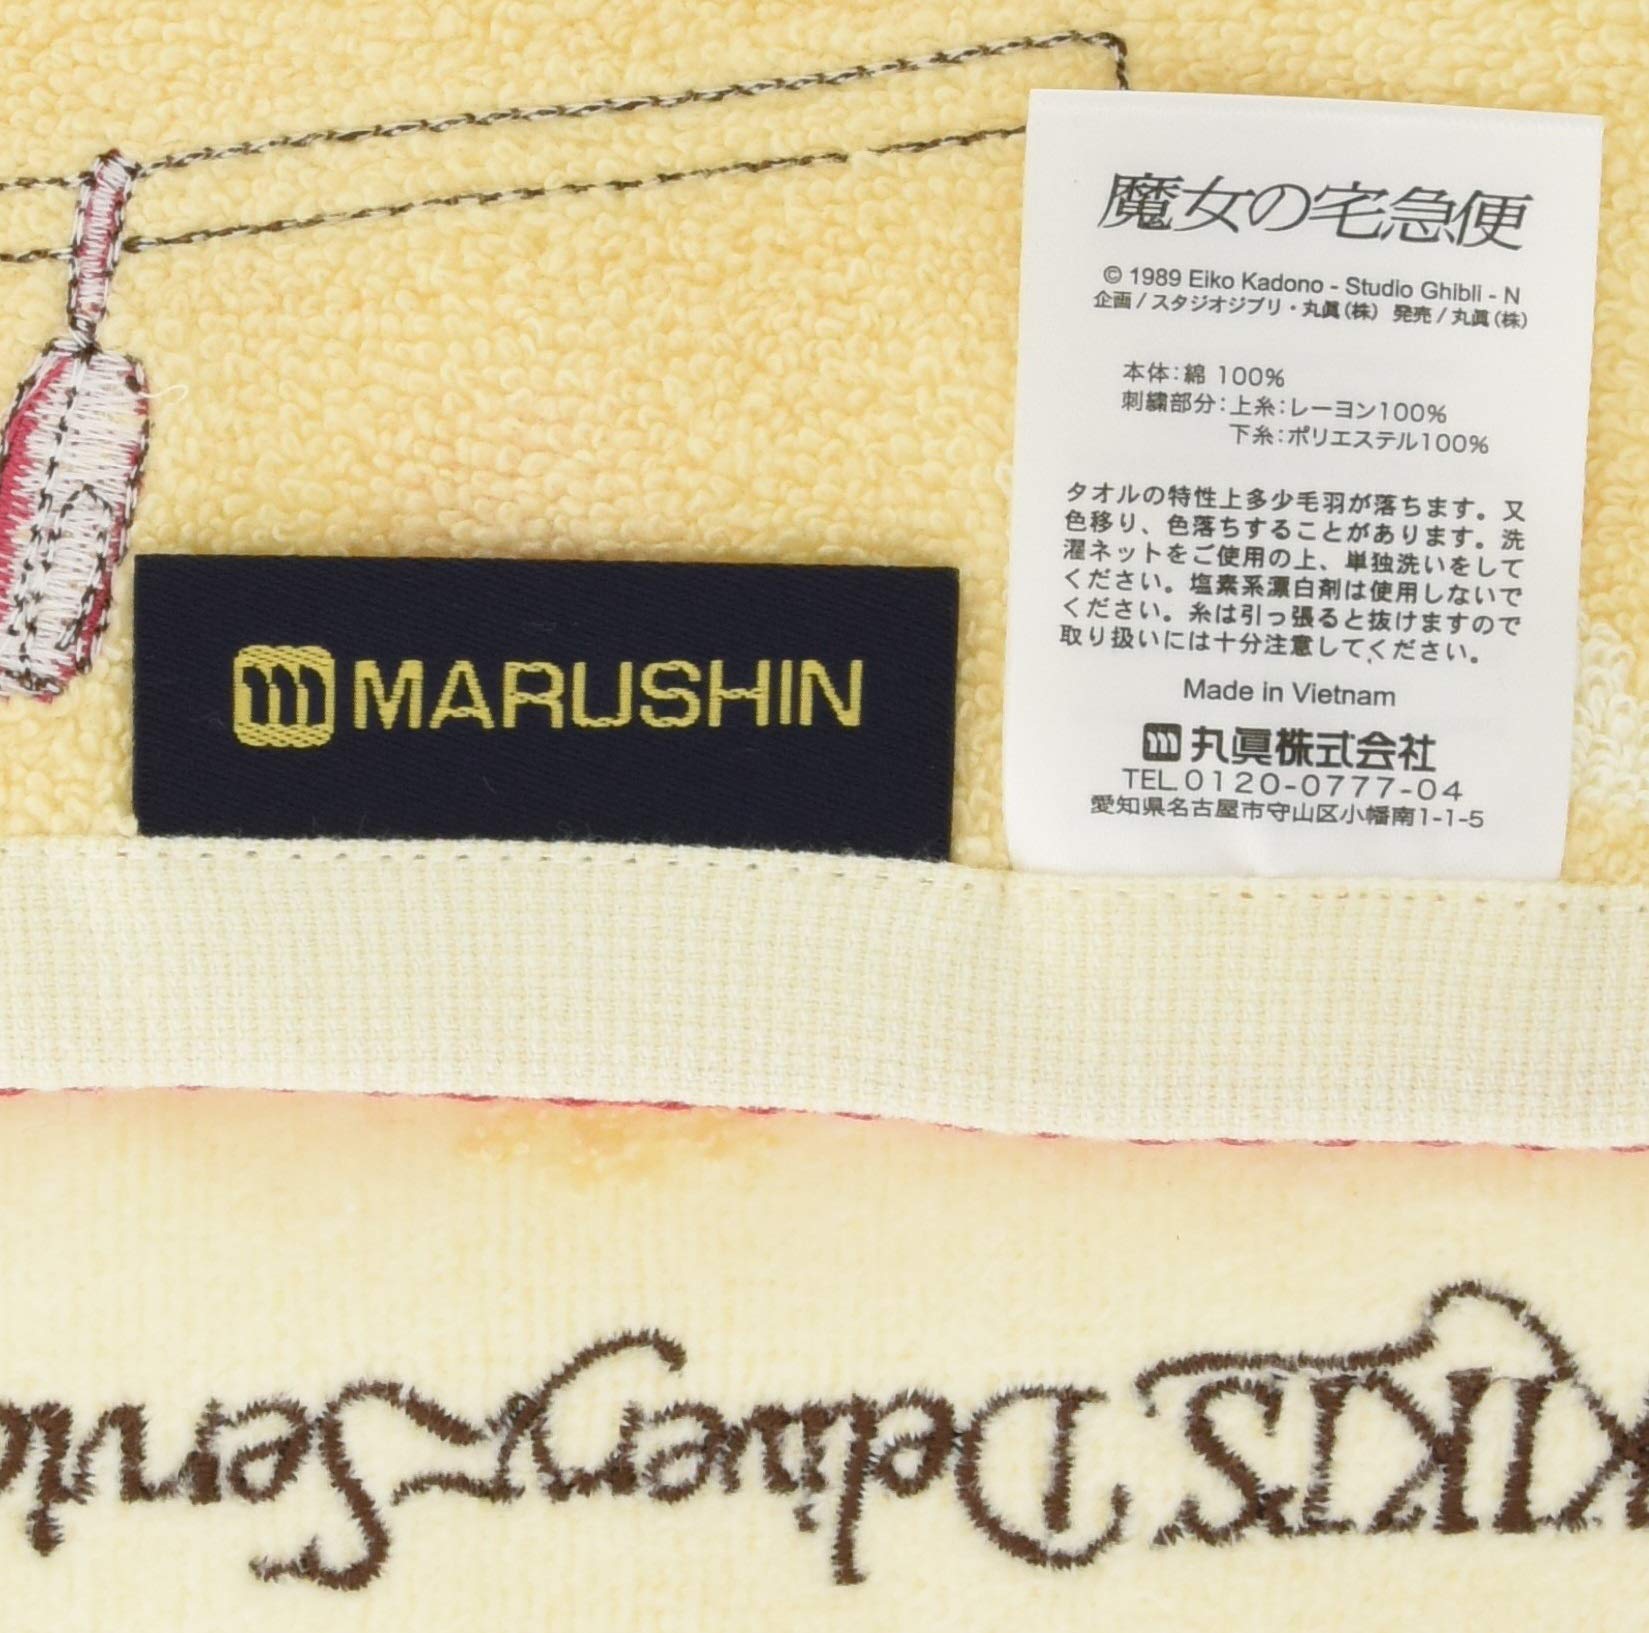 魔女の宅急便
© 1989 Eiko Kadono - Studio Ghibli - N
企画/スタジオジブリ・丸眞(株) 発売/丸眞(株)
本体:綿 100%
刺繍部分:上糸:レーヨン100%
下糸:ポリエステル100%
タオルの特性上多少毛羽が落ちます。又
色移り、色落ちすることがあります。洗
濯ネットをご使用の上、単独洗いをして
ください。塩素系漂白剤は使用しないで
ください。糸は引っ張ると抜けますので
取り扱いには十分注意してください。
Made in Vietnam
丸眞株式会社
TEL 0120-0777-04
愛知県名古屋市守山区小幡南1-1-5
MARUSHIN
KIKI'S Delivery Servic